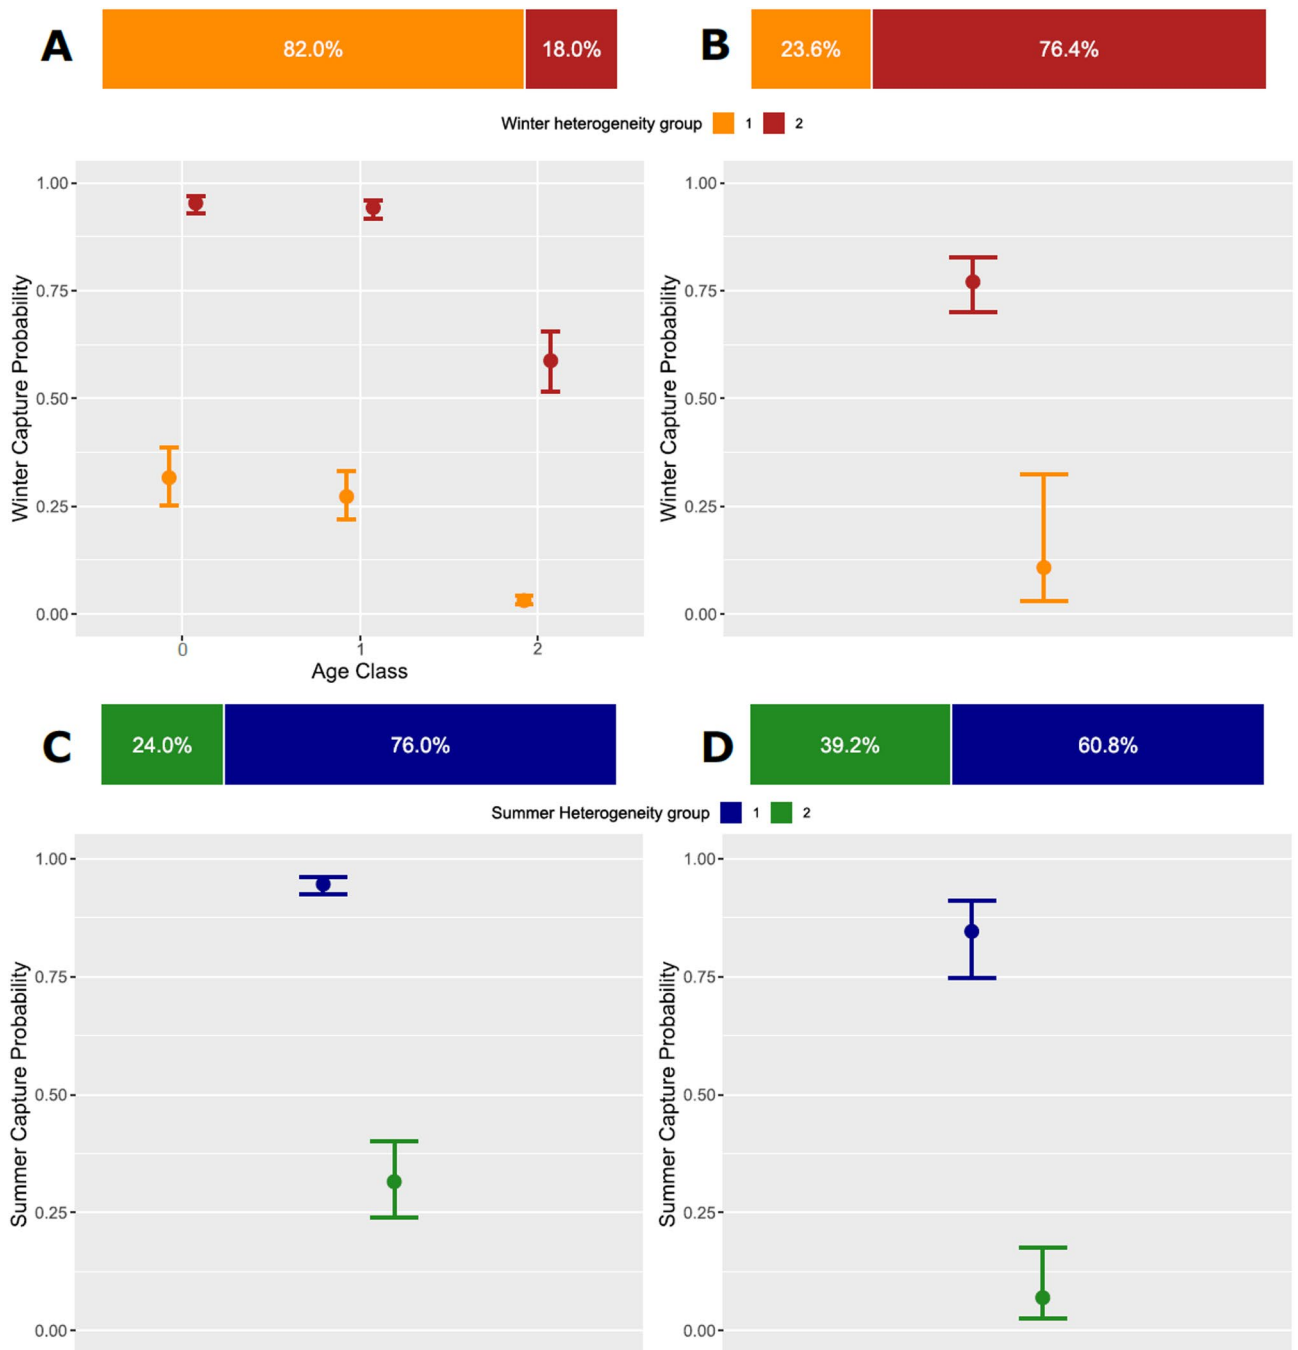 A 82.0% 18.0% B 23.6% 76.4%
Winter heterogeneity group 1 2
Winter Capture Probability
1.00
0.75
0.50
0.25
0.00
0 1 2
Age Class
Winter Capture Probability
1.00
0.75
0.50
0.25
0.00
C 24.0% 76.0% D 39.2% 60.8%
Summer Heterogeneity group 1 2
Summer Capture Probability
1.00
0.75
0.50
0.25
0.00
Summer Capture Probability
1.00
0.75
0.50
0.25
0.00